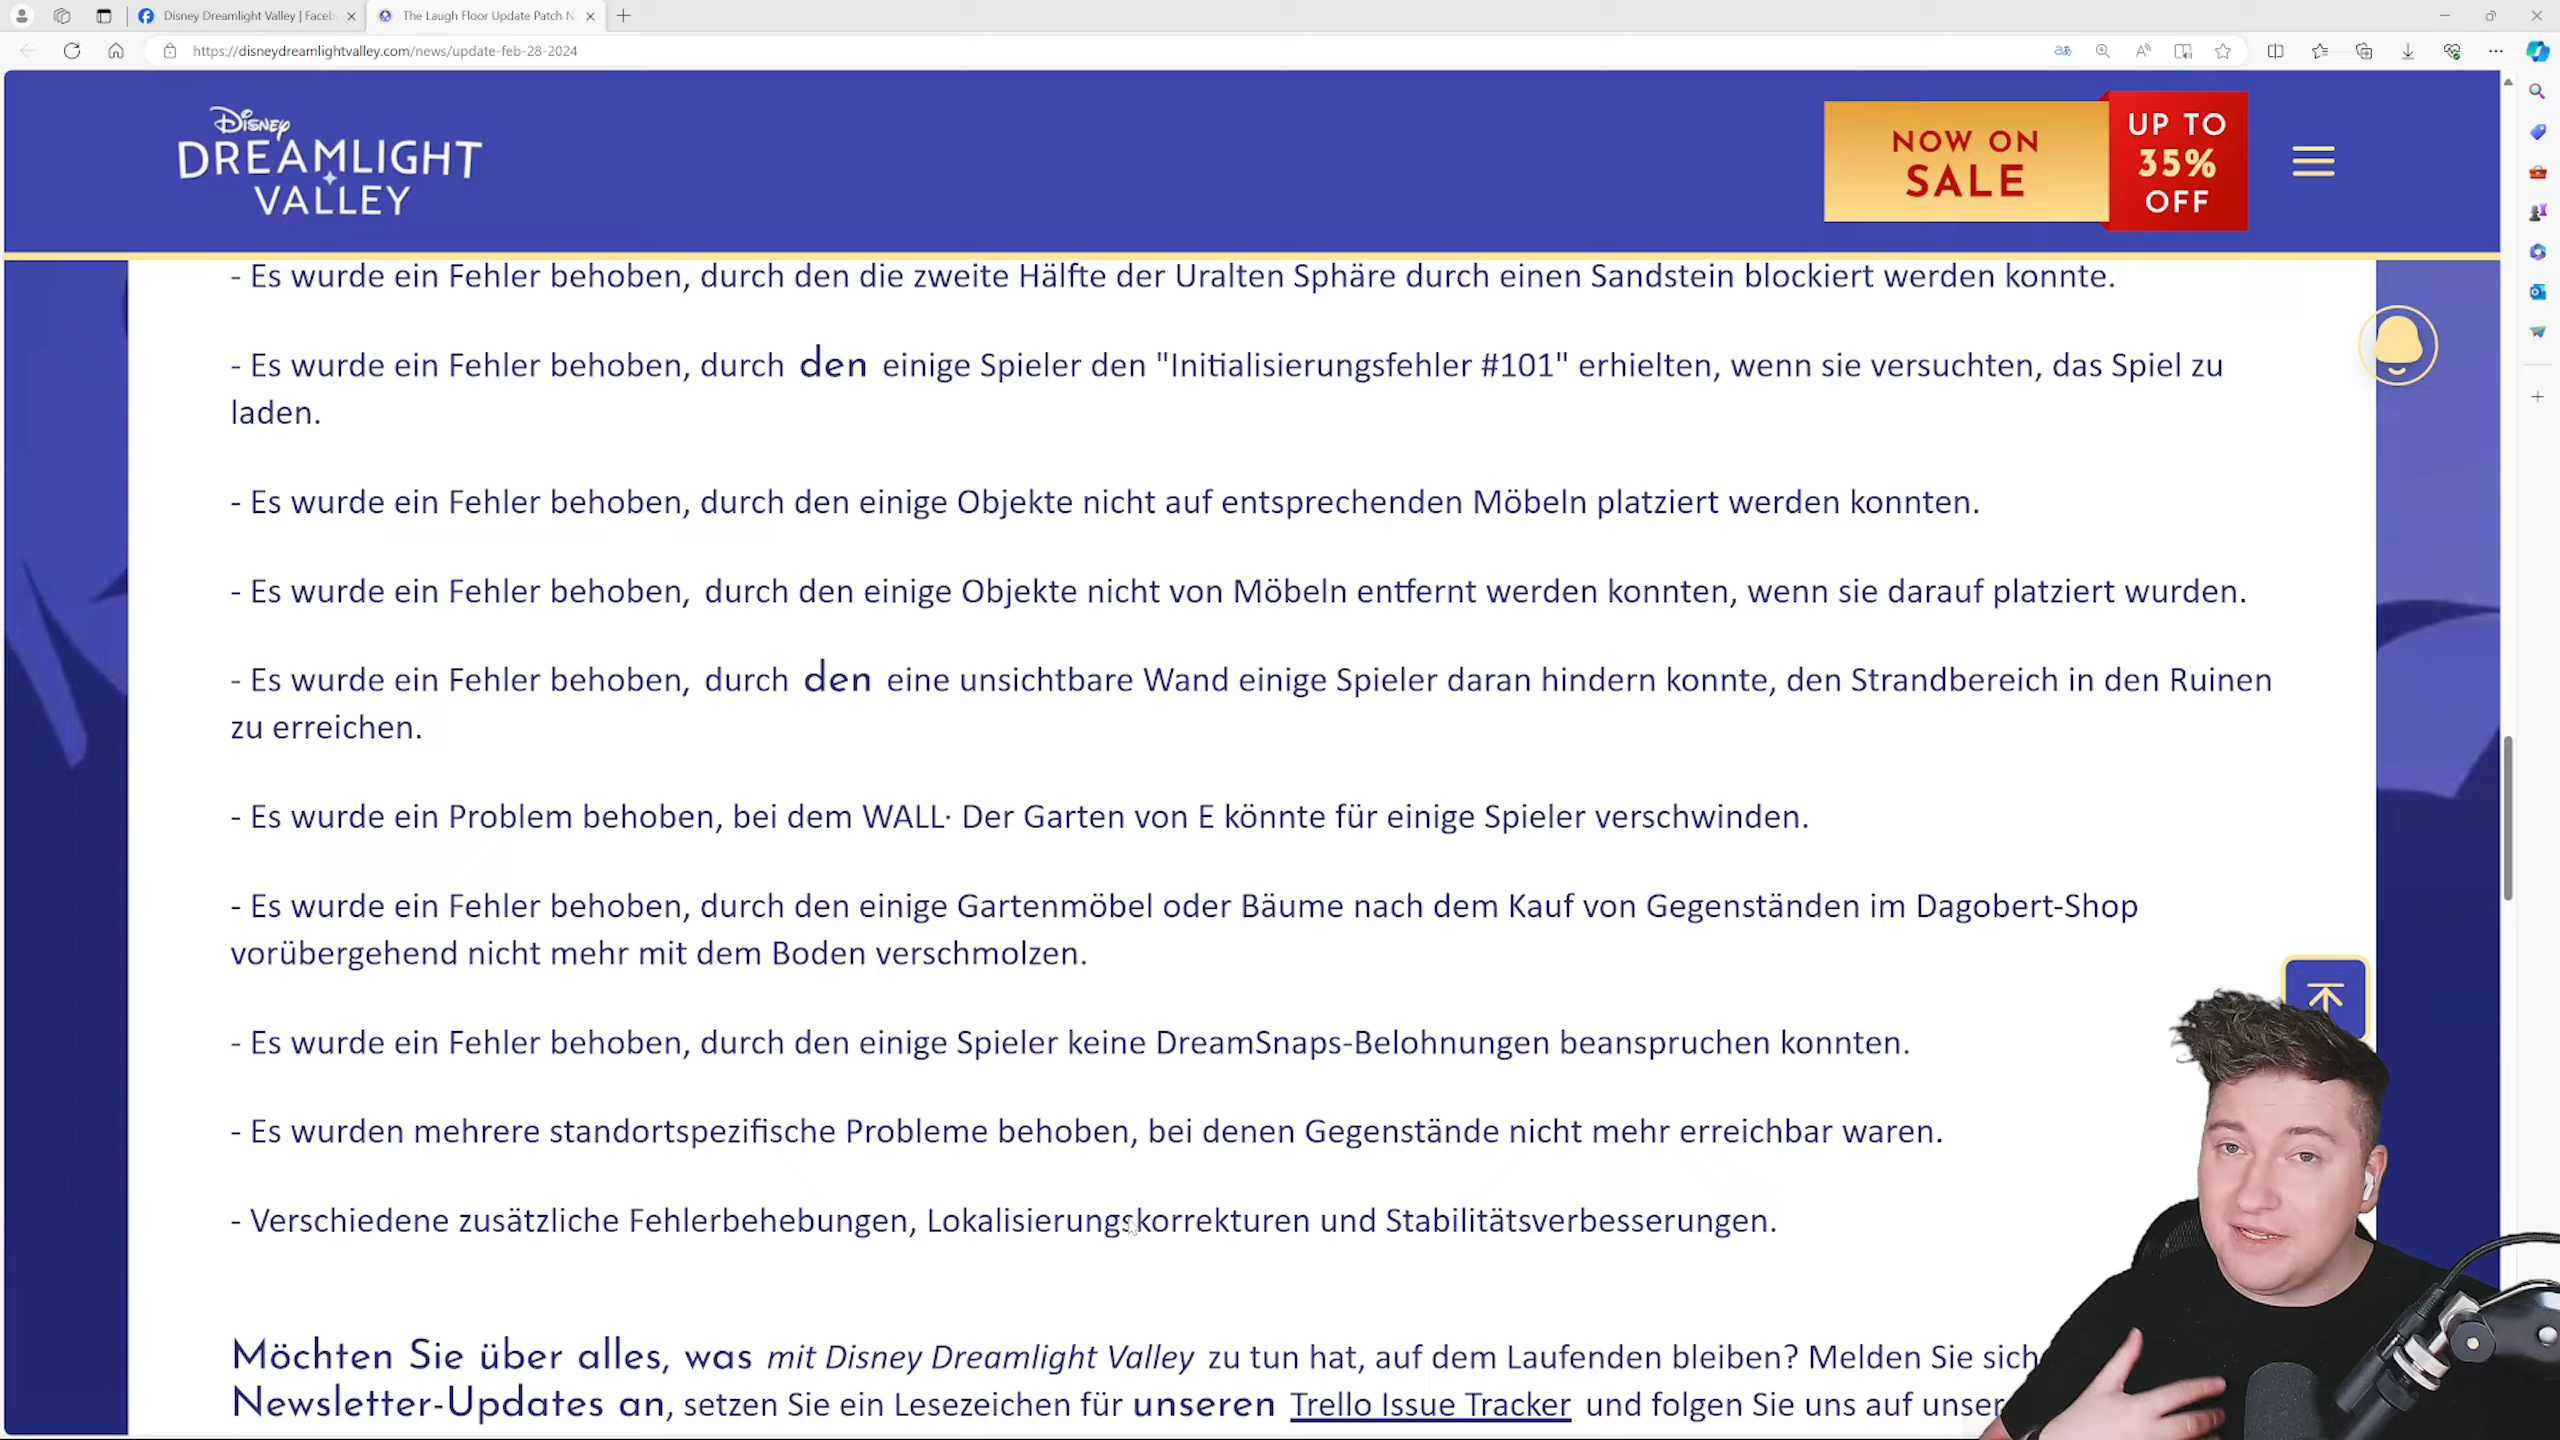 Disney Dreamlight Valley | Faceb
The Laugh Floor Update Patch N
https://disneydreamlightvalley.com/news/update-feb-28-2024
Disney
DREAMLIGHT
VALLEY
NOW ON
SALE
UP TO
35%
OFF
- Es wurde ein Fehler behoben, durch den die zweite Hälfte der Uralten Sphäre durch einen Sandstein blockiert werden konnte.
- Es wurde ein Fehler behoben, durch den einige Spieler den "Initialisierungsfehler #101" erhielten, wenn sie versuchten, das Spiel zu
laden.
- Es wurde ein Fehler behoben, durch den einige Objekte nicht auf entsprechenden Möbeln platziert werden konnten.
- Es wurde ein Fehler behoben, durch den einige Objekte nicht von Möbeln entfernt werden konnten, wenn sie darauf platziert wurden.
- Es wurde ein Fehler behoben, durch den eine unsichtbare Wand einige Spieler daran hindern konnte, den Strandbereich in den Ruinen
zu erreichen.
- Es wurde ein Problem behoben, bei dem WALL· Der Garten von E könnte für einige Spieler verschwinden.
- Es wurde ein Fehler behoben, durch den einige Gartenmöbel oder Bäume nach dem Kauf von Gegenständen im Dagobert-Shop
vorübergehend nicht mehr mit dem Boden verschmolzen.
- Es wurde ein Fehler behoben, durch den einige Spieler keine DreamSnaps-Belohnungen beanspruchen konnten.
- Es wurden mehrere standortspezifische Probleme behoben, bei denen Gegenstände nicht mehr erreichbar waren.
- Verschiedene zusätzliche Fehlerbehebungen, Lokalisierungskorrekturen und Stabilitätsverbesserungen.
Möchten Sie über alles, was mit Disney Dreamlight Valley zu tun hat, auf dem Laufenden bleiben? Melden Sie sich
Newsletter-Updates an, setzen Sie ein Lesezeichen für unseren Trello Issue Tracker und folgen Sie uns auf unser